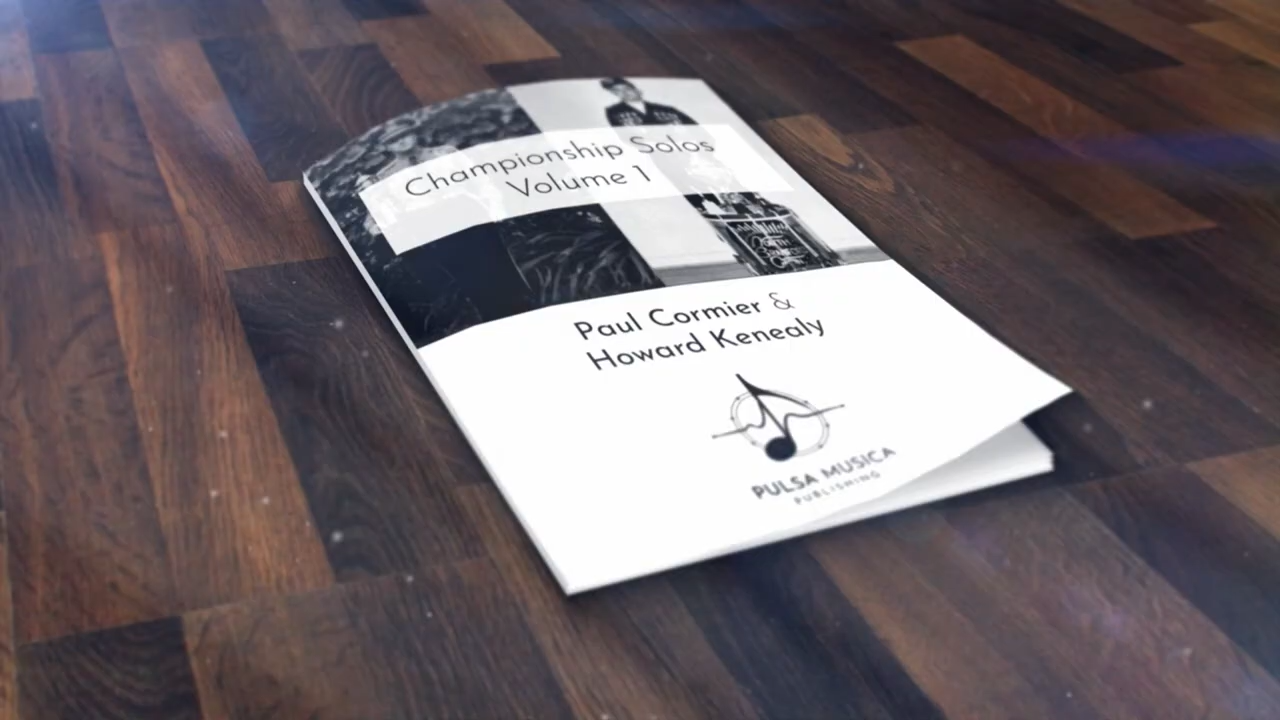 Championship Solos
Volume 1
Paul Cormier &
Howard Kenealy
PULSA MUSICA
PUBLISHING